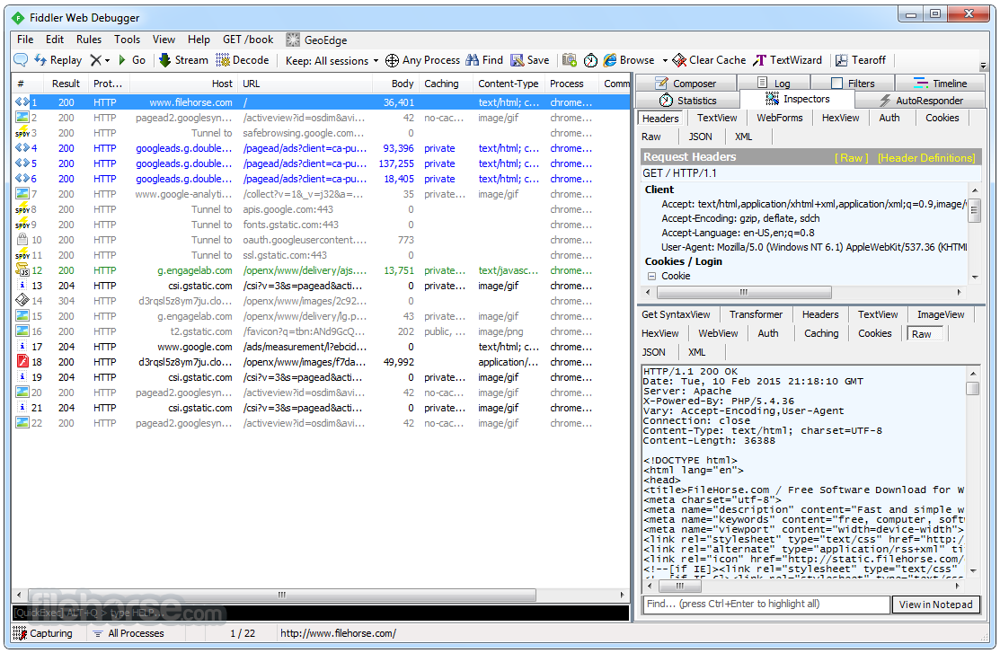 Fiddler Web Debugger
File Edit Rules Tools View Help GET /book GeoEdge
Replay Go Stream Decode Keep: All sessions Any Process Find Save Browse Clear Cache TextWizard Tearoff
# Result Prot... Host URL Body Caching Content-Type Process Comm
1 200 HTTP www.filehorse.com / 36,401 text/html; c... chrome...
2 200 HTTP pagead2.googlesyn... /activeview?id=osdim&avi... 42 no-cac... image/gif chrome...
SPDY 3 200 HTTP Tunnel to safebrowsing.google.com... chrome...
4 200 HTTP googleads.g.double... /pagead/ads?client=ca-pu... 93,396 private text/html; c... chrome...
5 200 HTTP googleads.g.double... /pagead/ads?client=ca-pu... 137,255 private text/html; c... chrome...
6 200 HTTP googleads.g.double... /pagead/ads?client=ca-pu... 18,405 private text/html; c... chrome...
7 200 HTTP www.google-analyti... /collect?v=1&_v=j32&a=... 35 private... image/gif chrome...
SPDY 8 200 HTTP Tunnel to apis.google.com:443 chrome...
SPDY 9 200 HTTP Tunnel to fonts.gstatic.com:443 chrome...
10 200 HTTP Tunnel to oauth.googleusercontent.... 773 chrome...
SPDY 11 200 HTTP Tunnel to ssl.gstatic.com:443 chrome...
JS 12 200 HTTP g.engagelab.com /openx/www/delivery/ajs.... 13,751 private... text/javasc... chrome...
13 204 HTTP csi.gstatic.com /csi?v=3&s=pagead&acti... 0 private... image/gif chrome...
14 304 HTTP d3rqsl5z8ym7ju.clo... /openx/www/images/2c92... 0 chrome...
15 200 HTTP g.engagelab.com /openx/www/delivery/lg.p... 43 private... image/gif chrome...
16 200 HTTP t2.gstatic.com /favicon?q=tbn:ANd9GcQ... 202 public, ... image/png chrome...
17 204 HTTP www.google.com /ads/measurement/l?ebcid... 0 text/html; c... chrome...
18 200 HTTP d3rqsl5z8ym7ju.clo... /openx/www/images/f7da... 49,992 application/... chrome...
19 204 HTTP csi.gstatic.com /csi?v=3&s=pagead&acti... 0 private... image/gif chrome...
20 200 HTTP pagead2.googlesyn... /activeview?id=osdim&avi... 42 no-cac... image/gif chrome...
21 204 HTTP csi.gstatic.com /csi?v=3&s=pagead&acti... 0 private... image/gif chrome...
22 200 HTTP pagead2.googlesyn... /activeview?id=osdim&avi... 42 no-cac... image/gif chrome...
filehorse.com
[QuickExec] ALT+Q > type HELP...
Composer Log Filters Timeline
Statistics Inspectors AutoResponder
Headers TextView WebForms HexView Auth Cookies
Raw JSON XML
Request Headers [ Raw ] [Header Definitions]
GET / HTTP/1.1
Client
Accept: text/html,application/xhtml+xml,application/xml;q=0.9,image/
Accept-Encoding: gzip, deflate, sdch
Accept-Language: en-US,en;q=0.8
User-Agent: Mozilla/5.0 (Windows NT 6.1) AppleWebKit/537.36 (KHTML
Cookies / Login
Cookie
Get SyntaxView Transformer Headers TextView ImageView
HexView WebView Auth Caching Cookies Raw
JSON XML
HTTP/1.1 200 OK
Date: Tue, 10 Feb 2015 21:18:10 GMT
Server: Apache
X-Powered-By: PHP/5.4.36
Vary: Accept-Encoding,User-Agent
Connection: close
Content-Type: text/html; charset=UTF-8
Content-Length: 36388
<!DOCTYPE html>
<html lang="en">
<head>
<title>FileHorse.com / Free Software Download for W
<meta charset="utf-8">
<meta name="description" content="Fast and simple w
<meta name="keywords" content="free, computer, soft
<meta name="viewport" content="width=device-width">
<link rel="stylesheet" type="text/css" href="http:/
<link rel="alternate" type="application/rss+xml" ti
<link rel="icon" href="http://static.filehorse.com/
<!--[if IE]><link rel="stylesheet" type="text/css"
Find... (press Ctrl+Enter to highlight all) View in Notepad
Capturing All Processes 1 / 22 http://www.filehorse.com/